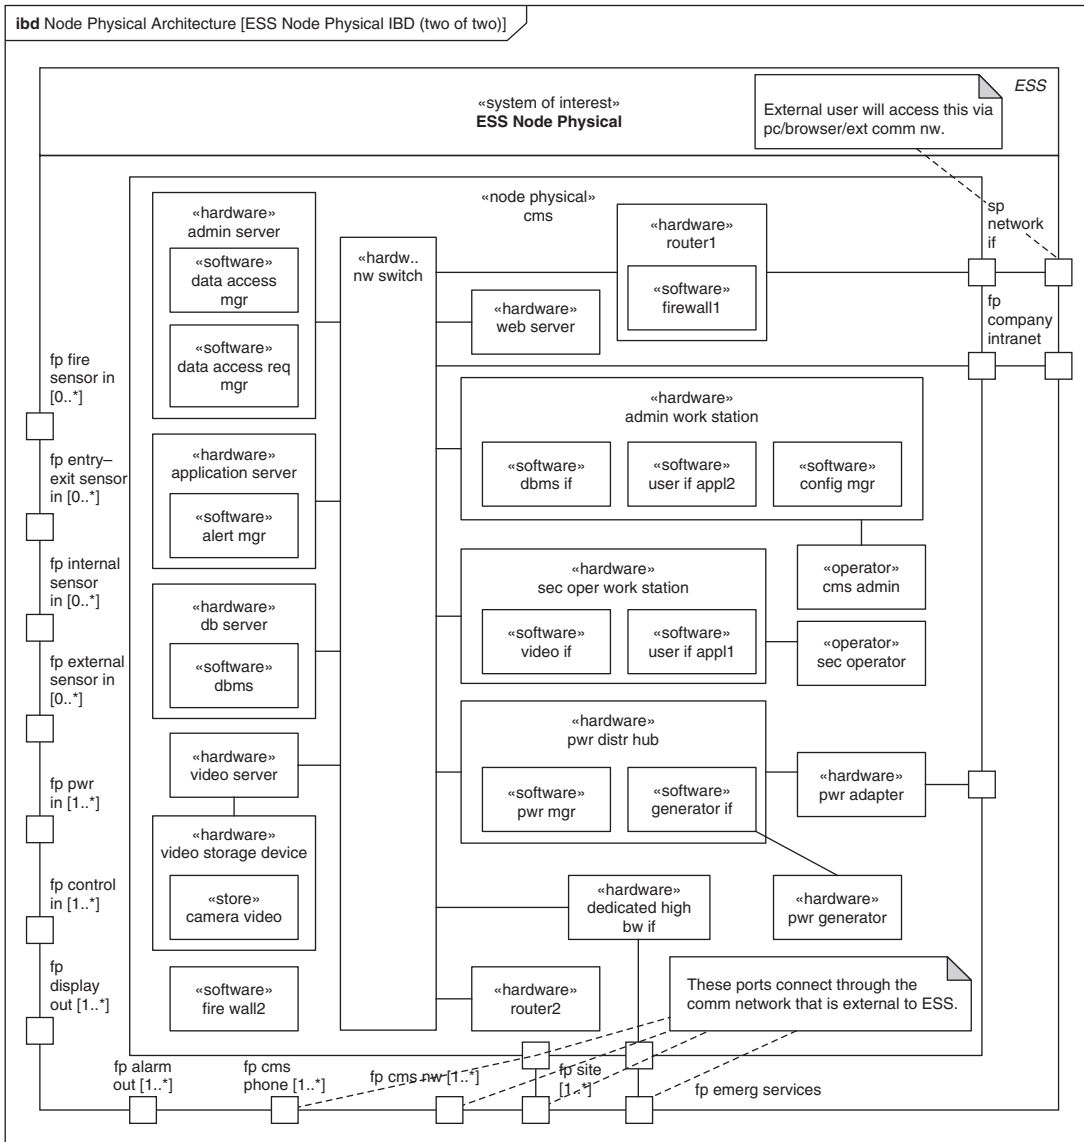 ibd Node Physical Architecture [ESS Node Physical IBD (two of two)]
ESS
«system of interest»
ESS Node Physical
External user will access this via
pc/browser/ext comm nw.
«node physical»
cms
«hardware»
admin server
«software»
data access
mgr
«software»
data access req
mgr
«hardw..
nw switch
«hardware»
router1
«software»
firewall1
«hardware»
web server
sp
network
if
fp
company
intranet
fp fire
sensor in
[0..*]
fp entry–
exit sensor
in [0..*]
fp internal
sensor
in [0..*]
fp external
sensor in
[0..*]
fp pwr
in [1..*]
fp control
in [1..*]
fp
display
out [1..*]
«hardware»
application server
«software»
alert mgr
«hardware»
db server
«software»
dbms
«hardware»
video server
«hardware»
video storage device
«store»
camera video
«software»
fire wall2
«hardware»
admin work station
«software»
dbms if
«software»
user if appl2
«software»
config mgr
«operator»
cms admin
«hardware»
sec oper work station
«software»
video if
«software»
user if appl1
«operator»
sec operator
«hardware»
pwr distr hub
«software»
pwr mgr
«software»
generator if
«hardware»
pwr adapter
«hardware»
pwr generator
«hardware»
dedicated high
bw if
«hardware»
router2
These ports connect through the
comm network that is external to ESS.
fp alarm
out [1..*]
fp cms
phone [1..*]
fp cms nw [1..*]
fp site
[1..*]
fp emerg services